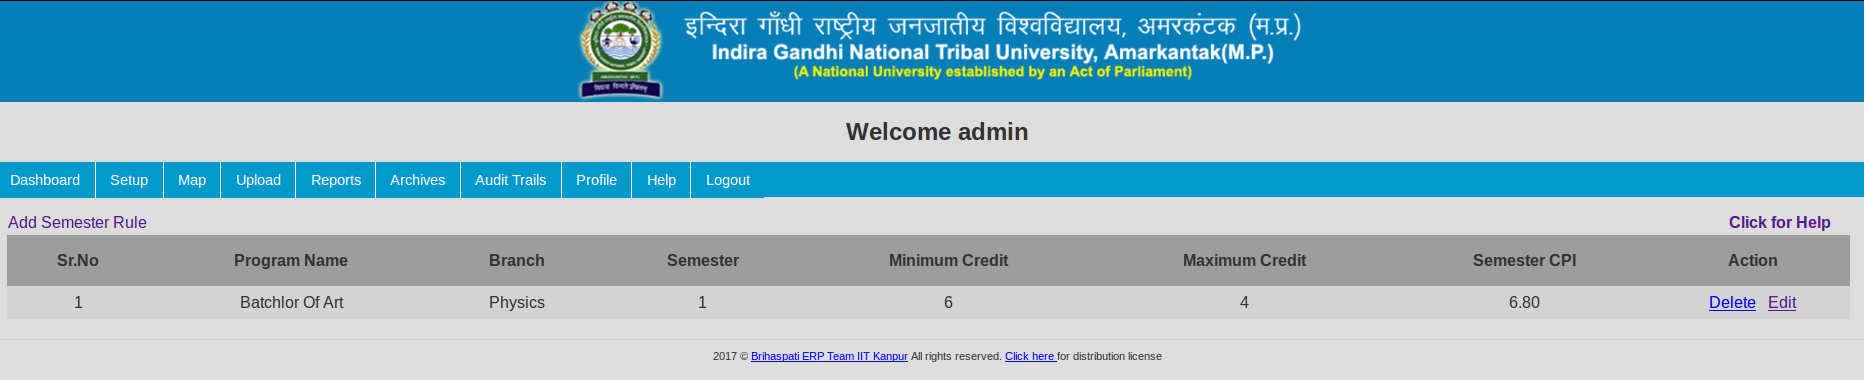 इन्दिरा गाँधी राष्ट्रीय जनजातीय विश्वविद्यालय, अमरकंटक (म.प्र.)
Indira Gandhi National Tribal University, Amarkantak(M.P.)
(A National University established by an Act of Parliament)
Welcome admin
Dashboard Setup Map Upload Reports Archives Audit Trails Profile Help Logout
Add Semester Rule Click for Help
Sr.No Program Name Branch Semester Minimum Credit Maximum Credit Semester CPI Action
1 Batchlor Of Art Physics 1 6 4 6.80 Delete Edit
2017 © Brihaspati ERP Team IIT Kanpur All rights reserved. Click here for distribution license